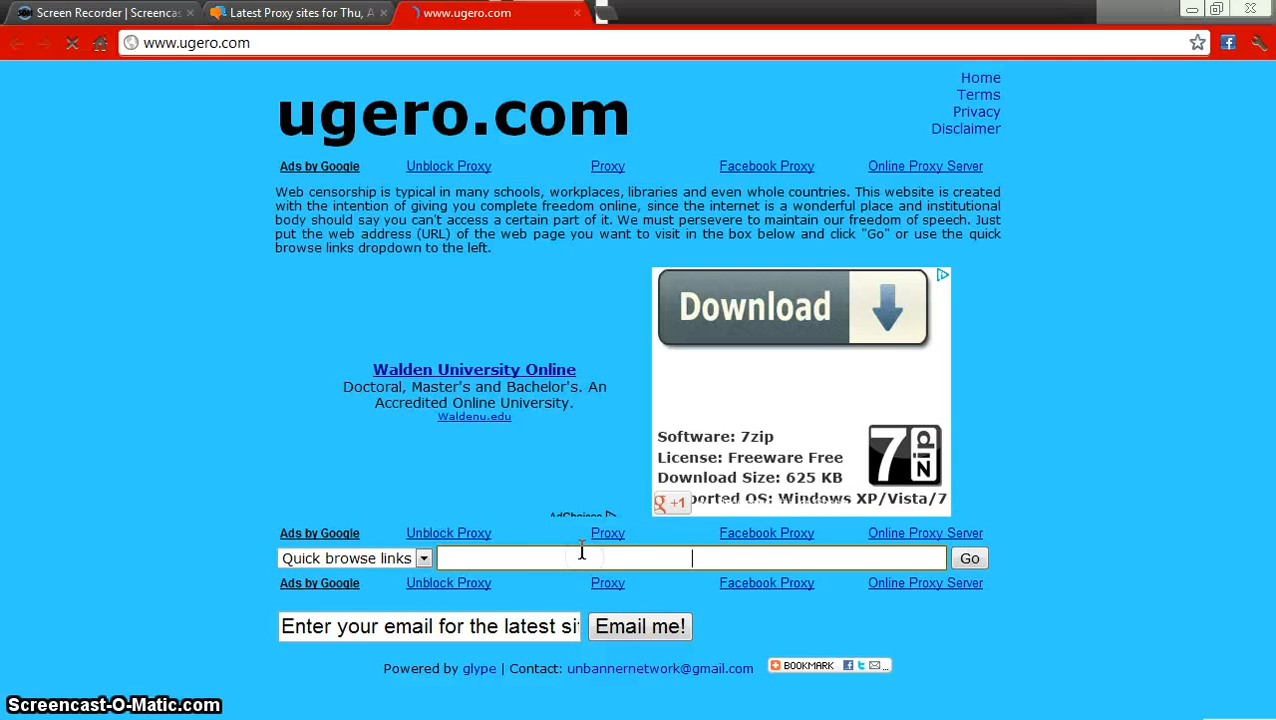 Screen Recorder | Screencas
Latest Proxy sites for Thu, A
www.ugero.com
www.ugero.com
Home
Terms
Privacy
Disclaimer
ugero.com
Ads by Google Unblock Proxy Proxy Facebook Proxy Online Proxy Server
Web censorship is typical in many schools, workplaces, libraries and even whole countries. This website is created
with the intention of giving you complete freedom online, since the internet is a wonderful place and institutional
body should say you can't access a certain part of it. We must persevere to maintain our freedom of speech. Just
put the web address (URL) of the web page you want to visit in the box below and click "Go" or use the quick
browse links dropdown to the left.
Download
Walden University Online
Doctoral, Master's and Bachelor's. An
Accredited Online University.
Waldenu.edu
Software: 7zip
License: Freeware Free
Download Size: 625 KB
ported OS: Windows XP/Vista/7
7 zip
g +1
AdChoices
Ads by Google Unblock Proxy Proxy Facebook Proxy Online Proxy Server
Quick browse links Go
Ads by Google Unblock Proxy Proxy Facebook Proxy Online Proxy Server
Enter your email for the latest si Email me!
Powered by glype | Contact: unbannernetwork@gmail.com BOOKMARK
Screencast-O-Matic.com